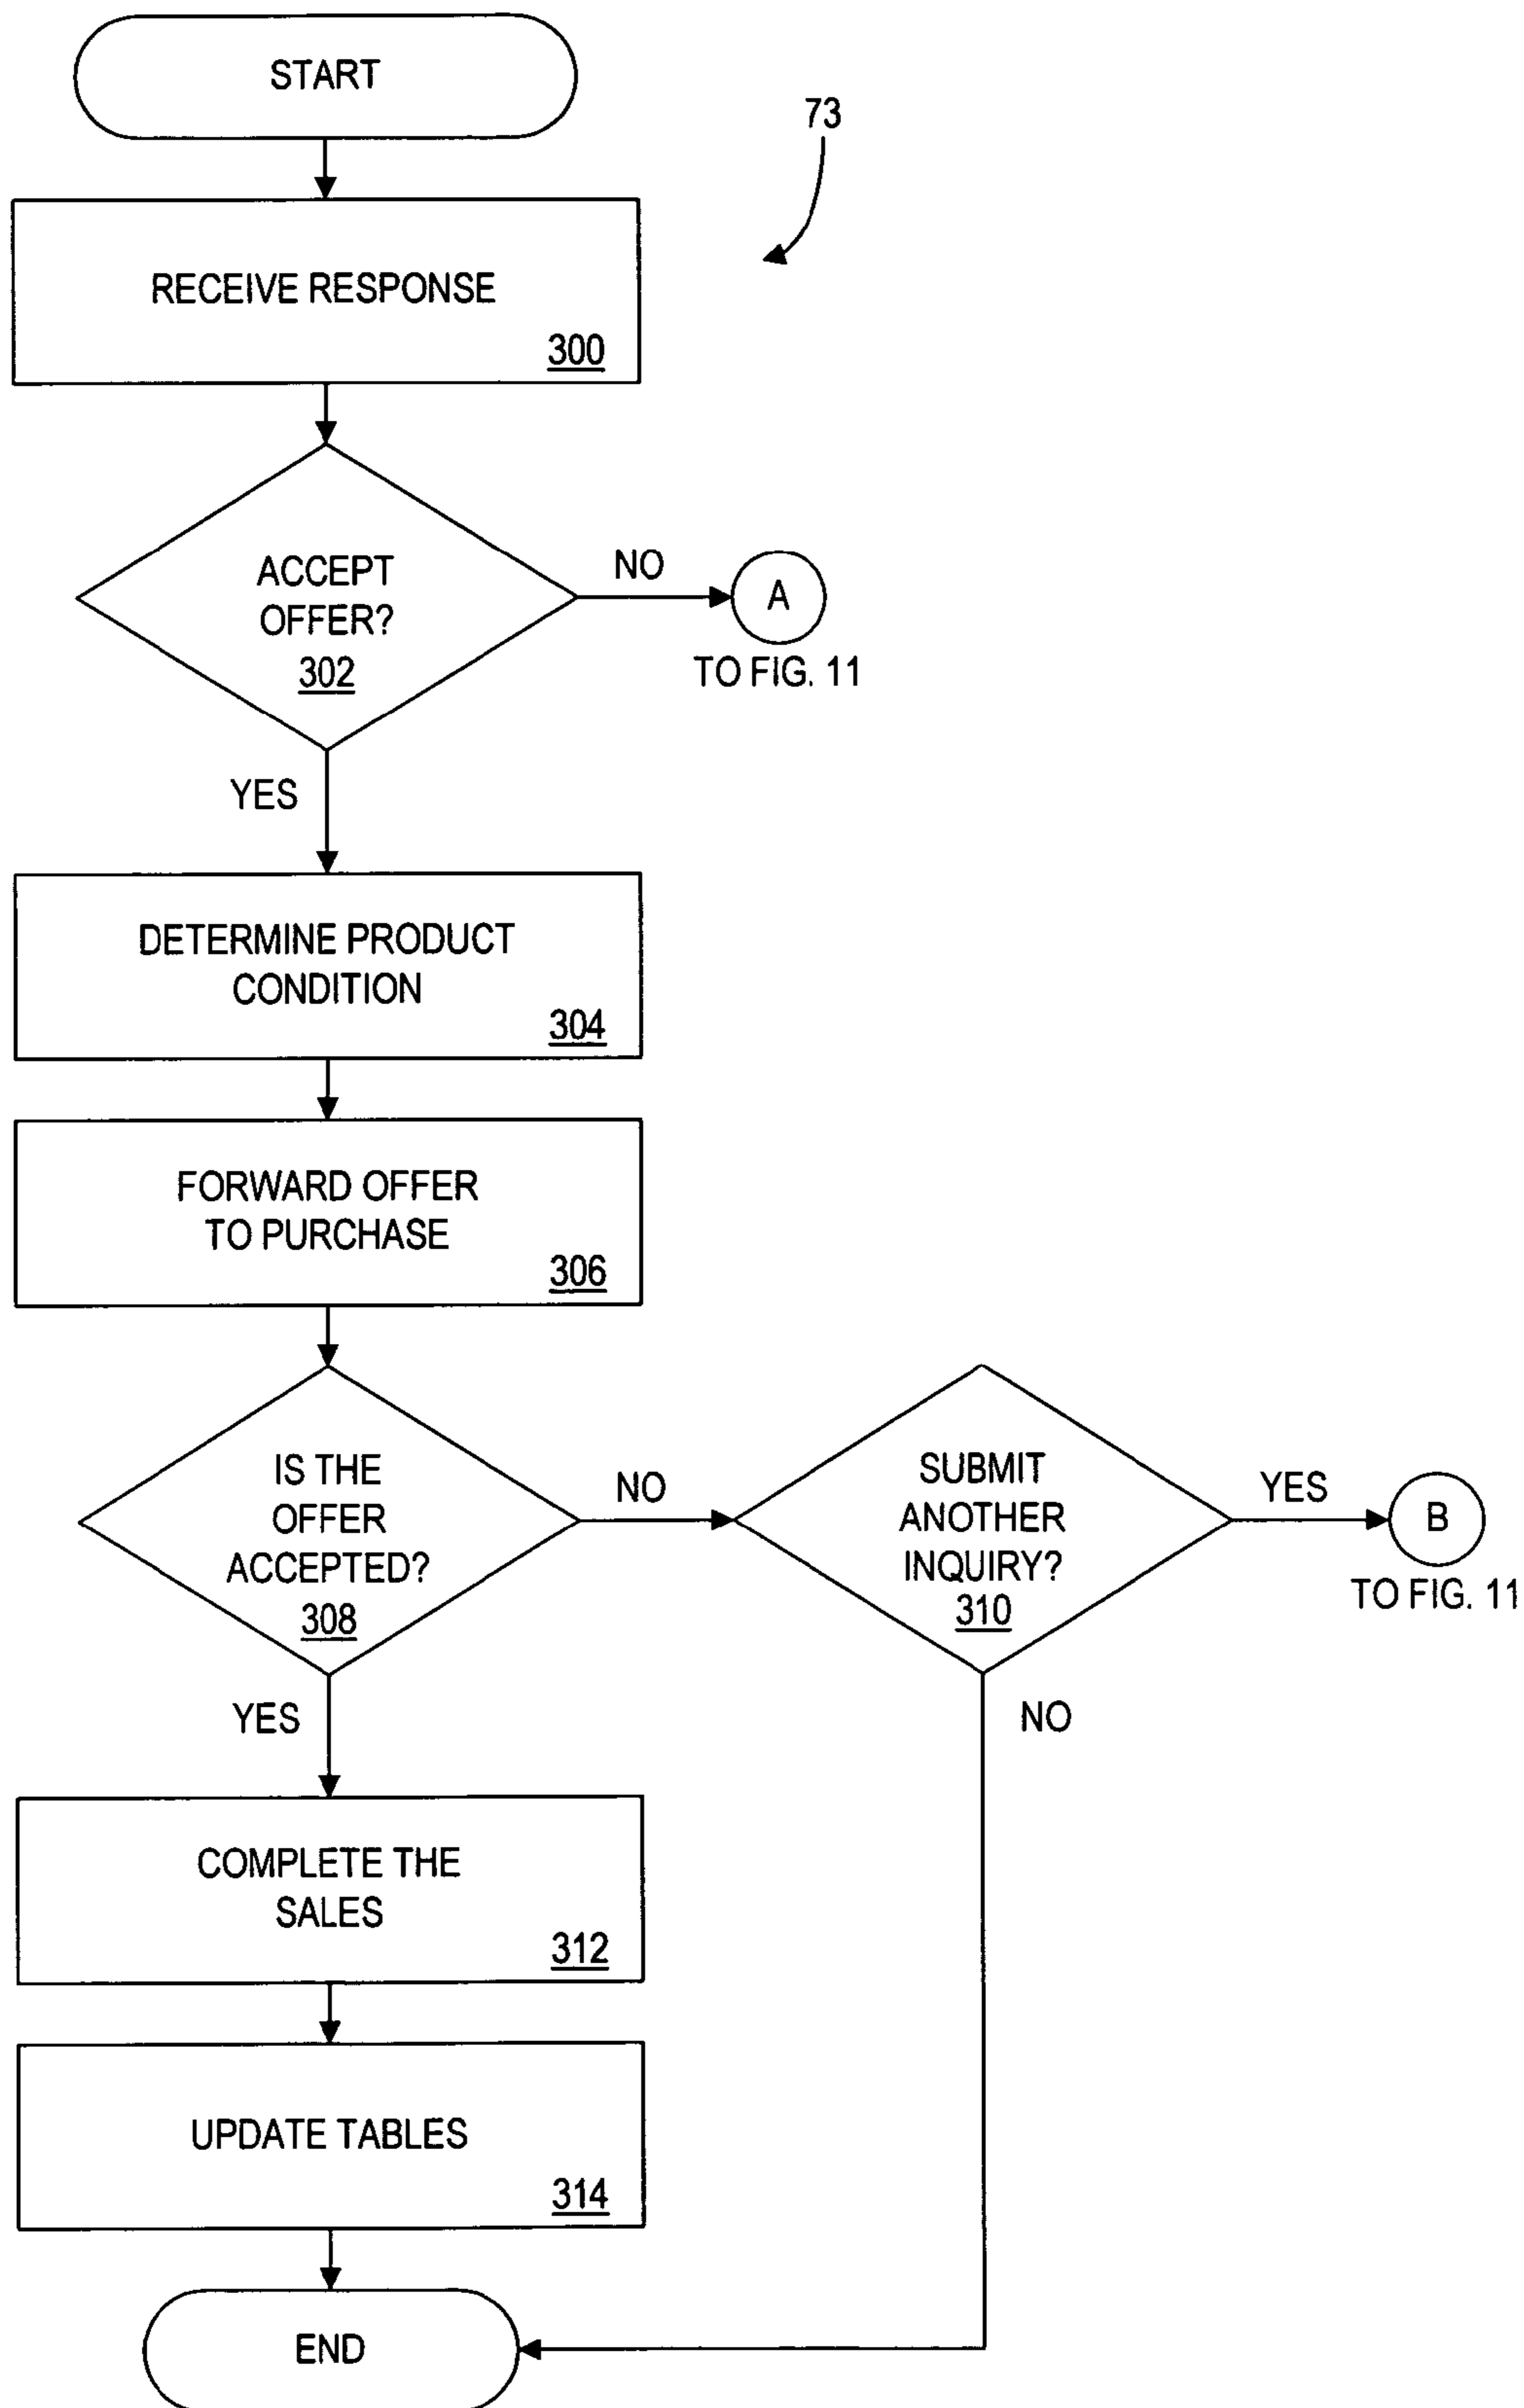 START
73
RECEIVE RESPONSE
300
ACCEPT
OFFER?
302
NO
A
TO FIG. 11
YES
DETERMINE PRODUCT
CONDITION
304
FORWARD OFFER
TO PURCHASE
306
IS THE
OFFER
ACCEPTED?
308
NO
SUBMIT
ANOTHER
INQUIRY?
310
YES
B
TO FIG. 11
YES
NO
COMPLETE THE
SALES
312
UPDATE TABLES
314
END